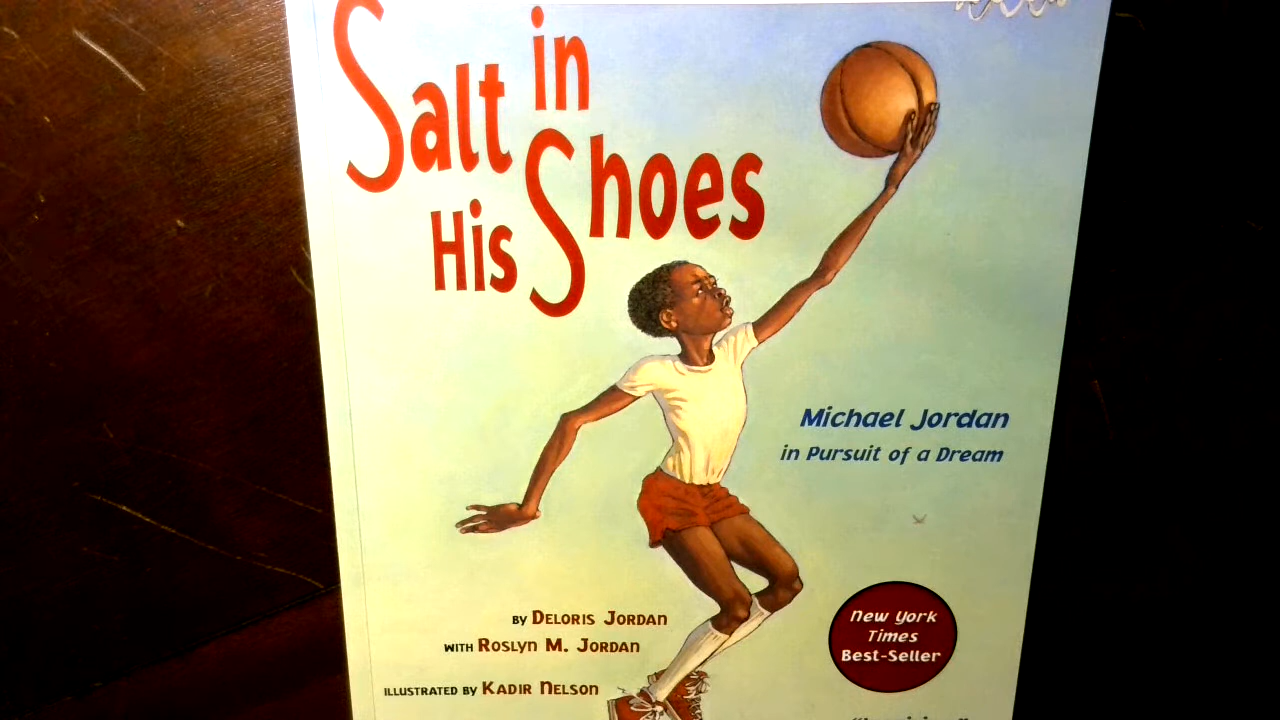 Salt in
His Shoes
Michael Jordan
in Pursuit of a Dream
BY DELORIS JORDAN
WITH ROSLYN M. JORDAN
ILLUSTRATED BY KADIR NELSON
New York
Times
Best-Seller